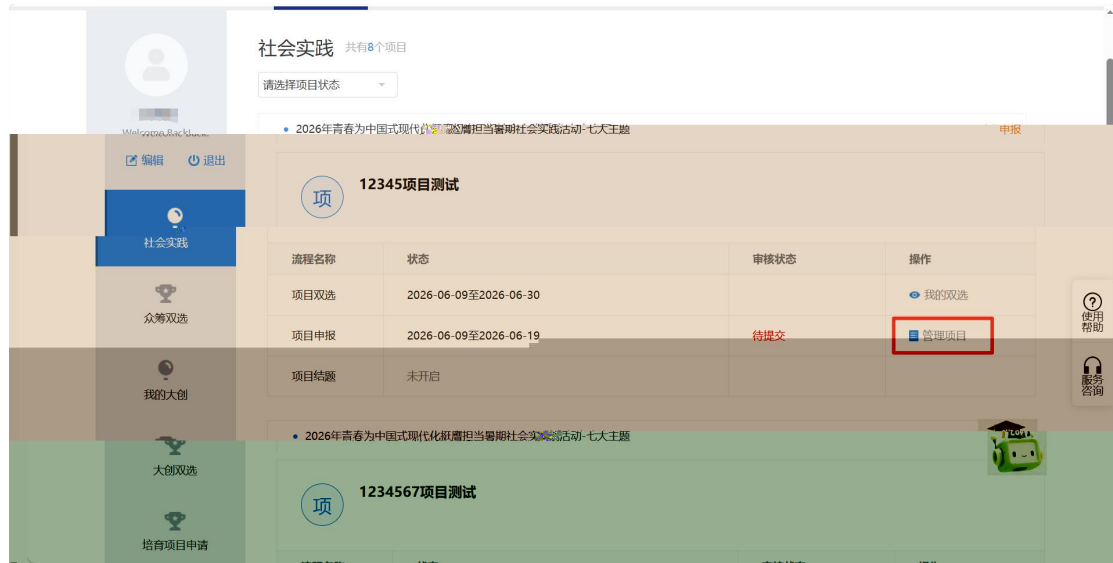 社会实践 共有8个项目
请选择项目状态
Welcome Back
2026年青春为中国式现代化挺膺担当暑期社会实践活动-七大主题 申报
编辑 退出
项 12345项目测试
社会实践
流程名称 状态 审核状态 操作
项目双选 2026-06-09至2026-06-30 我的双选
众筹双选
项目申报 2026-06-09至2026-06-19 待提交 管理项目
使用帮助
项目结题 未开启
我的大创
服务咨询
2026年青春为中国式现代化挺膺担当暑期社会实践活动-七大主题
大创双选
项 1234567项目测试
培育项目申请